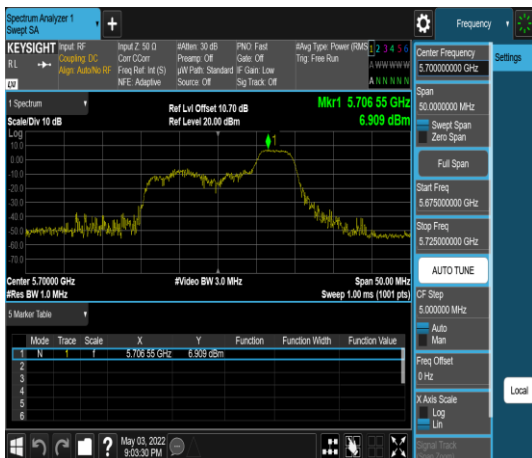 Spectrum Analyzer 1
Swept SA
+
Frequency
KEYSIGHT
Input: RF
Input Z: 50 Ω
#Atten: 30 dB
PNO: Fast
#Avg Type: Power (RMS
1 2 3 4 5 6
RL
Coupling: DC
Corr CCorr
Preamp: Off
Gate: Off
Trig: Free Run
A W W W W W
Align: Auto/No RF
Freq Ref: Int (S)
µW Path: Standard
IF Gain: Low
NFE: Adaptive
Source: Off
Sig Track: Off
A N N N N N
1 Spectrum
Ref Lvl Offset 10.70 dB
Mkr1 5.706 55 GHz
Scale/Div 10 dB
Ref Level 20.00 dBm
6.909 dBm
Log
10.0
0.00
-10.0
-20.0
-30.0
-40.0
-50.0
-60.0
-70.0
1
Center 5.70000 GHz
#Video BW 3.0 MHz
Span 50.00 MHz
#Res BW 1.0 MHz
Sweep 1.00 ms (1001 pts)
5 Marker Table
Mode Trace Scale X Y Function Function Width Function Value
1 N 1 f 5.706 55 GHz 6.909 dBm
2
3
4
5
6
May 03, 2022
9:03:30 PM
?
Center Frequency
5.700000000 GHz
Settings
Span
50.0000000 MHz
Swept Span
Zero Span
Full Span
Start Freq
5.675000000 GHz
Stop Freq
5.725000000 GHz
AUTO TUNE
CF Step
5.000000 MHz
Auto
Man
Freq Offset
0 Hz
X Axis Scale
Log
Lin
Local
Signal Track